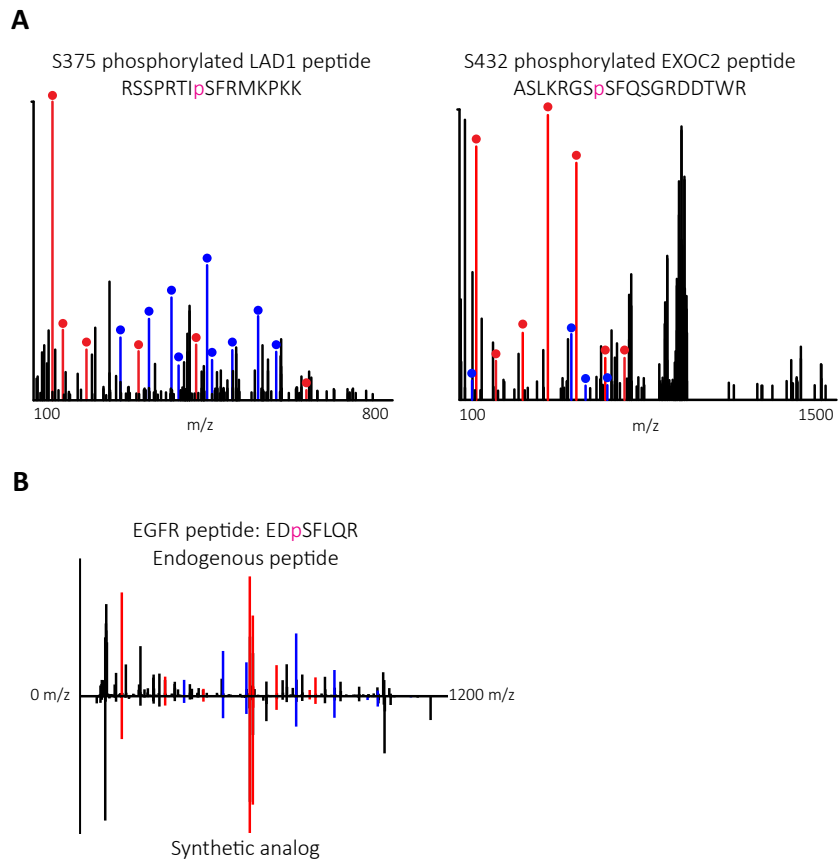 A
S375 phosphorylated LAD1 peptide
RSSPRTIpSFRMKPKK
100
800
m/z
S432 phosphorylated EXOC2 peptide
ASLKRGSpSFQSGRDDTWR
100
1500
m/z
B
EGFR peptide: EDpSFLQR
Endogenous peptide
0 m/z
1200 m/z
Synthetic analog